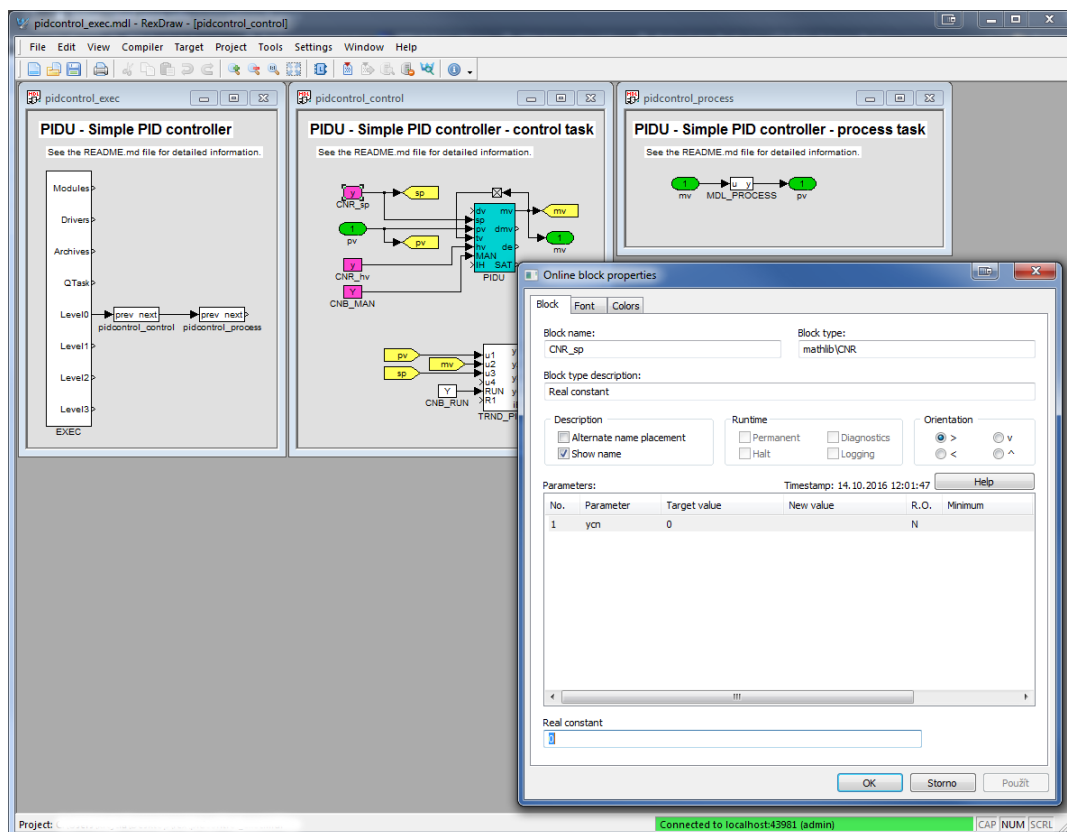 pidcontrol_exec.mdl - RexDraw - [pidcontrol_control]
File Edit View Compiler Target Project Tools Settings Window Help
pidcontrol_exec
PIDU - Simple PID controller
See the README.md file for detailed information.
Modules
Drivers
Archives
QTask
Level0
prev next
pidcontrol_control
prev next
pidcontrol_process
Level1
Level2
Level3
EXEC
pidcontrol_control
PIDU - Simple PID controller - control task
See the README.md file for detailed information.
y
CNR_sp
sp
1
pv
pv
y
CNR_hv
Y
CNB_MAN
dv mv
sp
pv dmv
tv
hv de
MAN
IH SAT
PIDU
mv
1
mv
pv
mv
sp
Y
CNB_RUN
u1 y
u2 y
u3 y
u4 y
RUN y
R1
TRND_PI
pidcontrol_process
PIDU - Simple PID controller - process task
See the README.md file for detailed information.
1
mv
u y
MDL_PROCESS
1
pv
Online block properties
Block Font Colors
Block name: Block type:
CNR_sp mathlib\CNR
Block type description:
Real constant
Description Runtime Orientation
Alternate name placement Permanent Diagnostics > v
Show name Halt Logging < ^
Parameters: Timestamp: 14.10.2016 12:01:47 Help
No. Parameter Target value New value R.O. Minimum
1 ycn 0 N
Real constant
0
OK Storno Použít
Project: Connected to localhost:43981 (admin) CAP NUM SCRL